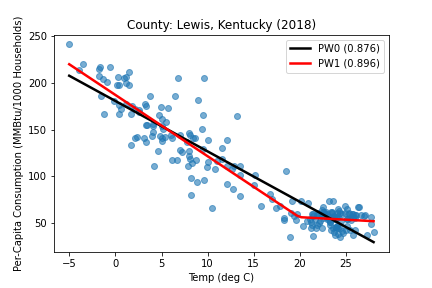 County: Lewis, Kentucky (2018)
Per-Capita Consumption (MMBtu/1000 Households)
250
200
150
100
50
PW0 (0.876)
PW1 (0.896)
−5 0 5 10 15 20 25
Temp (deg C)